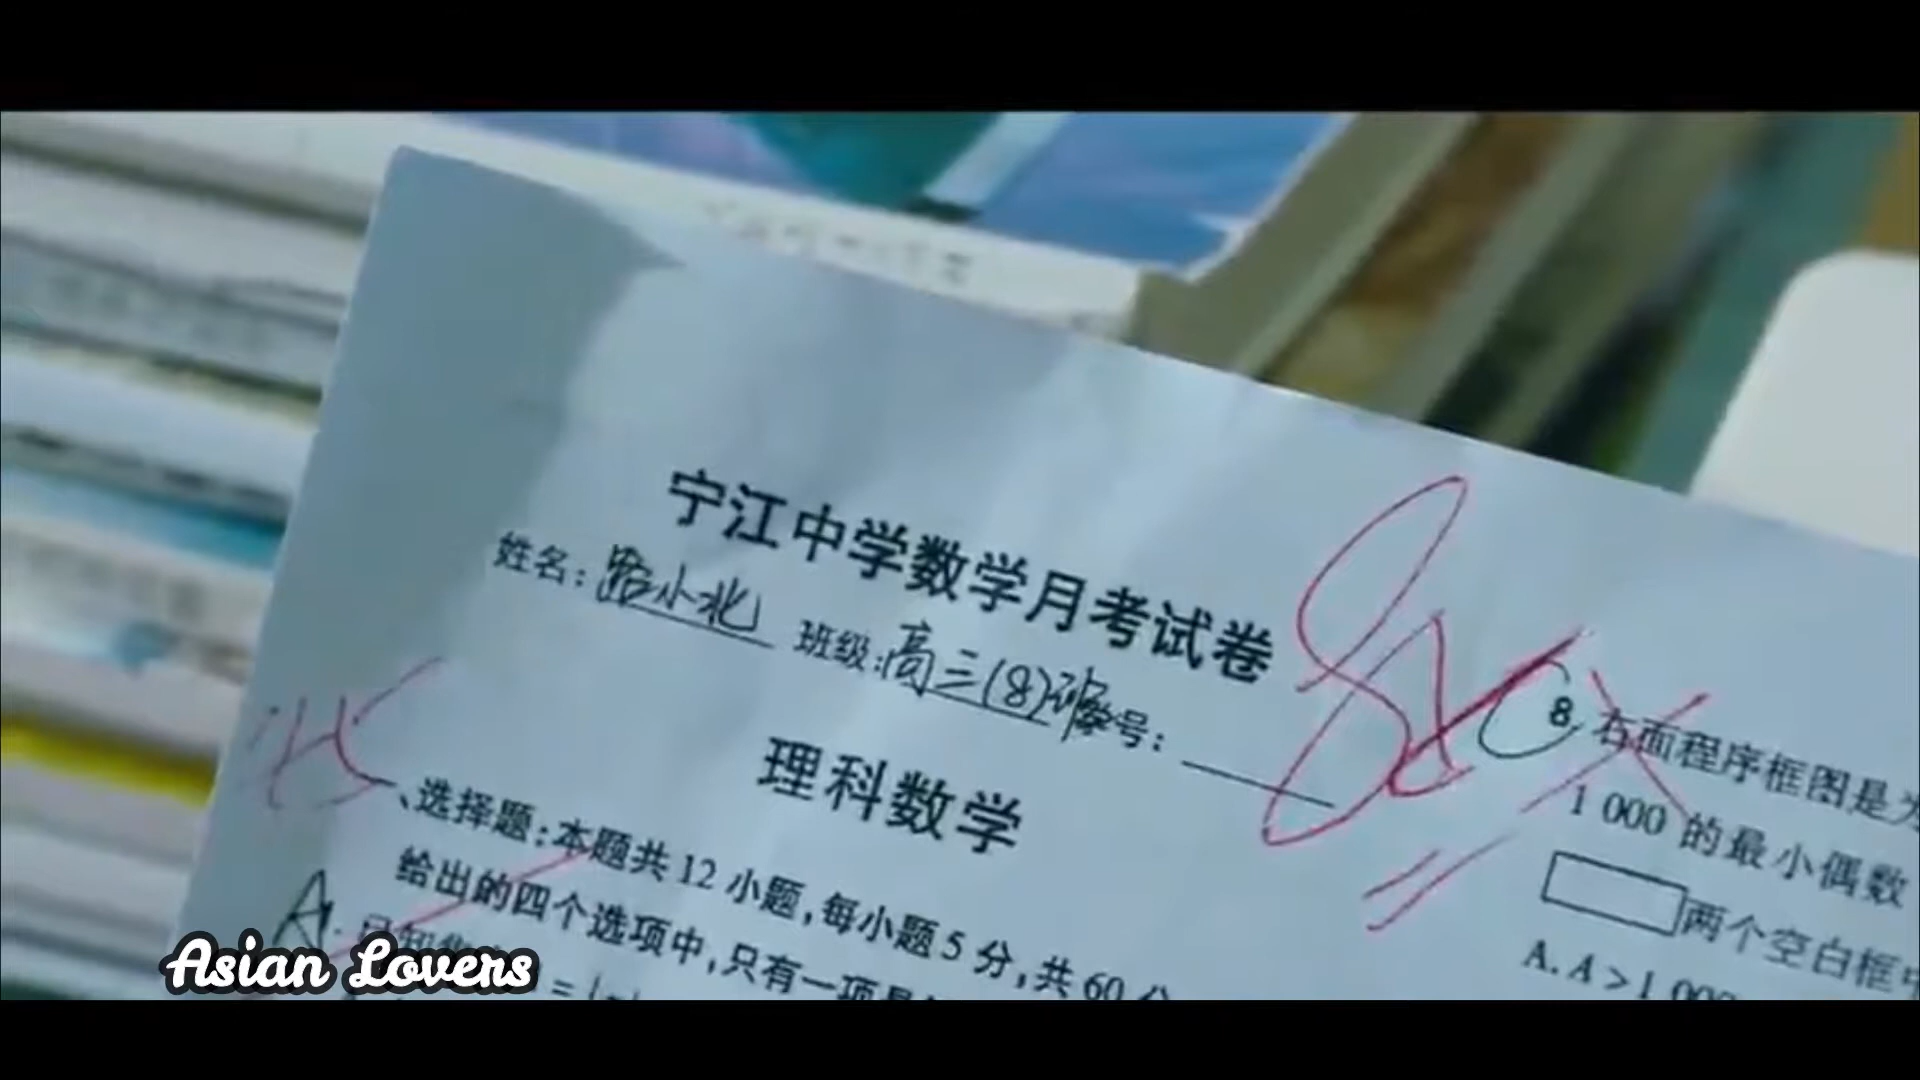 宁江中学数学月考试卷
姓名：路小北 班级：高三(8)班 学号：
理科数学
、选择题：本题共12小题，每小题5分，共60分
给出的四个选项中，只有一项是
A
8 右面程序框图是为
1 000 的最小偶数
两个空白框中
A. A＞1 000
Asian Lovers